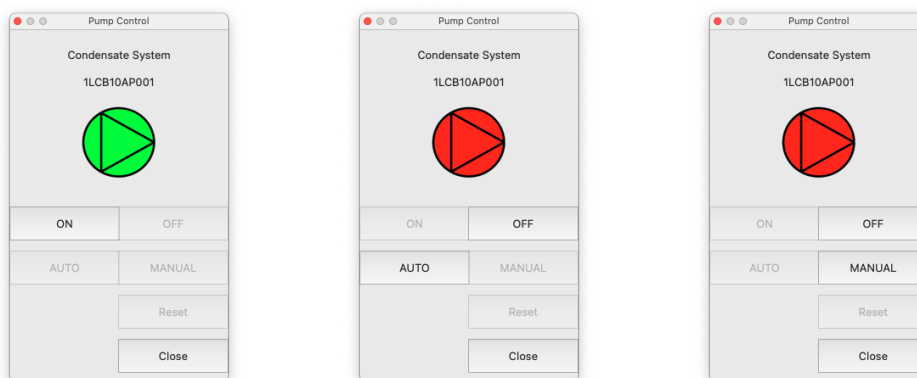 Pump Control
Condensate System
1LCB10AP001
ON OFF
AUTO MANUAL
Reset
Close
Pump Control
Condensate System
1LCB10AP001
ON OFF
AUTO MANUAL
Reset
Close
Pump Control
Condensate System
1LCB10AP001
ON OFF
AUTO MANUAL
Reset
Close